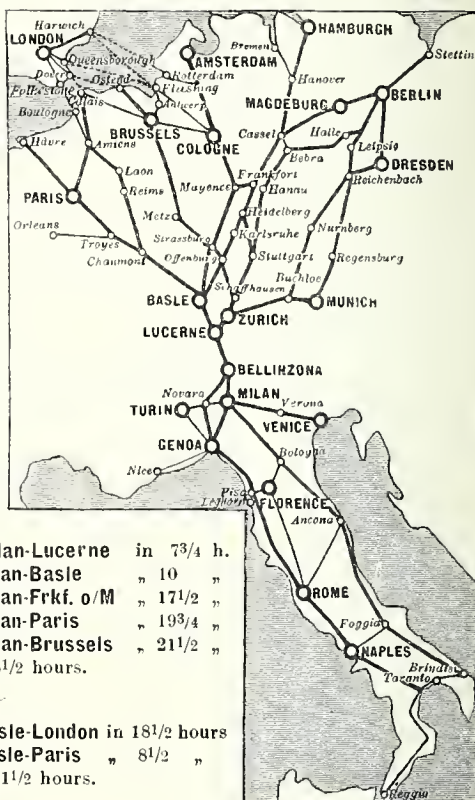 HAMBURGH
Harwich
LONDON
Bremen
Stettin
Queensborough
AMSTERDAM
Dover
Rotterdam
Hanover
Folkestone
Ostend
Flushing
BERLIN
Calais
Antwerp
MAGDEBURG
Boulogne
BRUSSELS
Cassel
Halle
Hâvre
COLOGNE
Leipsig
Amiens
Bebra
DRESDEN
Laon
Frankfort
Reichenbach
PARIS
Reims
Mayence
Hanau
Metz
Heidelberg
Orleans
Karlsruhe
Nurnberg
Troyes
Strassburg
Stuttgart
Regensburg
Chaumont
Offenburg
Buchloe
Schaffhausen
BASLE
MUNICH
ZURICH
LUCERNE
BELLINZONA
Novara
MILAN
Verona
TURIN
VENICE
GENOA
Bologna
Nice
Pisa
Leghorn
FLORENCE
Ancona
ROME
Foggia
NAPLES
Brindisi
Taranto
Reggio
lan-Lucerne in 73/4 h.
an-Basle „ 10 „
an-Frkf. o/M „ 171/2 „
an-Paris „ 193/4 „
an-Brussels „ 211/2 „
1/2 hours.
sle-London in 181/2 hours
sle-Paris „ 81/2 „
11/2 hours.